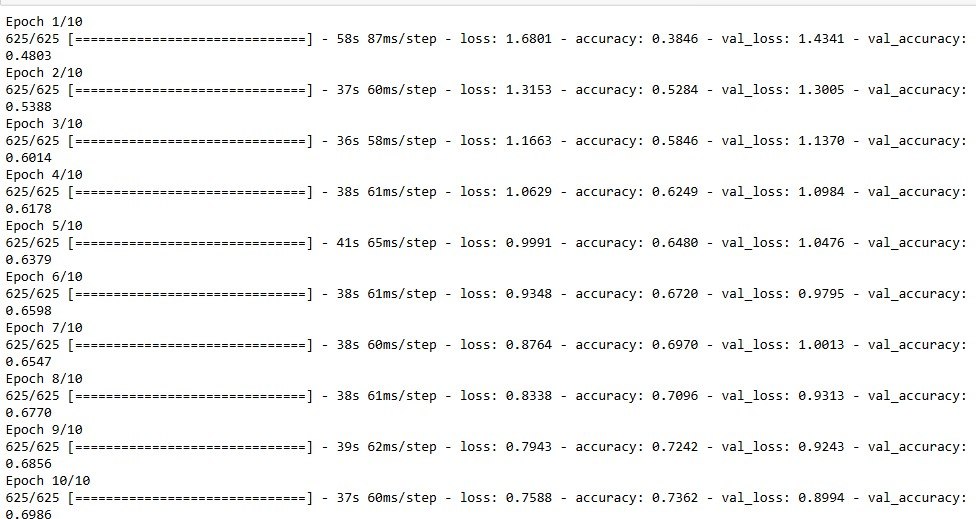 Epoch 1/10
625/625 [==============================] - 58s 87ms/step - loss: 1.6801 - accuracy: 0.3846 - val_loss: 1.4341 - val_accuracy:
0.4803
Epoch 2/10
625/625 [==============================] - 37s 60ms/step - loss: 1.3153 - accuracy: 0.5284 - val_loss: 1.3005 - val_accuracy:
0.5388
Epoch 3/10
625/625 [==============================] - 36s 58ms/step - loss: 1.1663 - accuracy: 0.5846 - val_loss: 1.1370 - val_accuracy:
0.6014
Epoch 4/10
625/625 [==============================] - 38s 61ms/step - loss: 1.0629 - accuracy: 0.6249 - val_loss: 1.0984 - val_accuracy:
0.6178
Epoch 5/10
625/625 [==============================] - 41s 65ms/step - loss: 0.9991 - accuracy: 0.6480 - val_loss: 1.0476 - val_accuracy:
0.6379
Epoch 6/10
625/625 [==============================] - 38s 61ms/step - loss: 0.9348 - accuracy: 0.6720 - val_loss: 0.9795 - val_accuracy:
0.6598
Epoch 7/10
625/625 [==============================] - 38s 60ms/step - loss: 0.8764 - accuracy: 0.6970 - val_loss: 1.0013 - val_accuracy:
0.6547
Epoch 8/10
625/625 [==============================] - 38s 61ms/step - loss: 0.8338 - accuracy: 0.7096 - val_loss: 0.9313 - val_accuracy:
0.6770
Epoch 9/10
625/625 [==============================] - 39s 62ms/step - loss: 0.7943 - accuracy: 0.7242 - val_loss: 0.9243 - val_accuracy:
0.6856
Epoch 10/10
625/625 [==============================] - 37s 60ms/step - loss: 0.7588 - accuracy: 0.7362 - val_loss: 0.8994 - val_accuracy:
0.6986